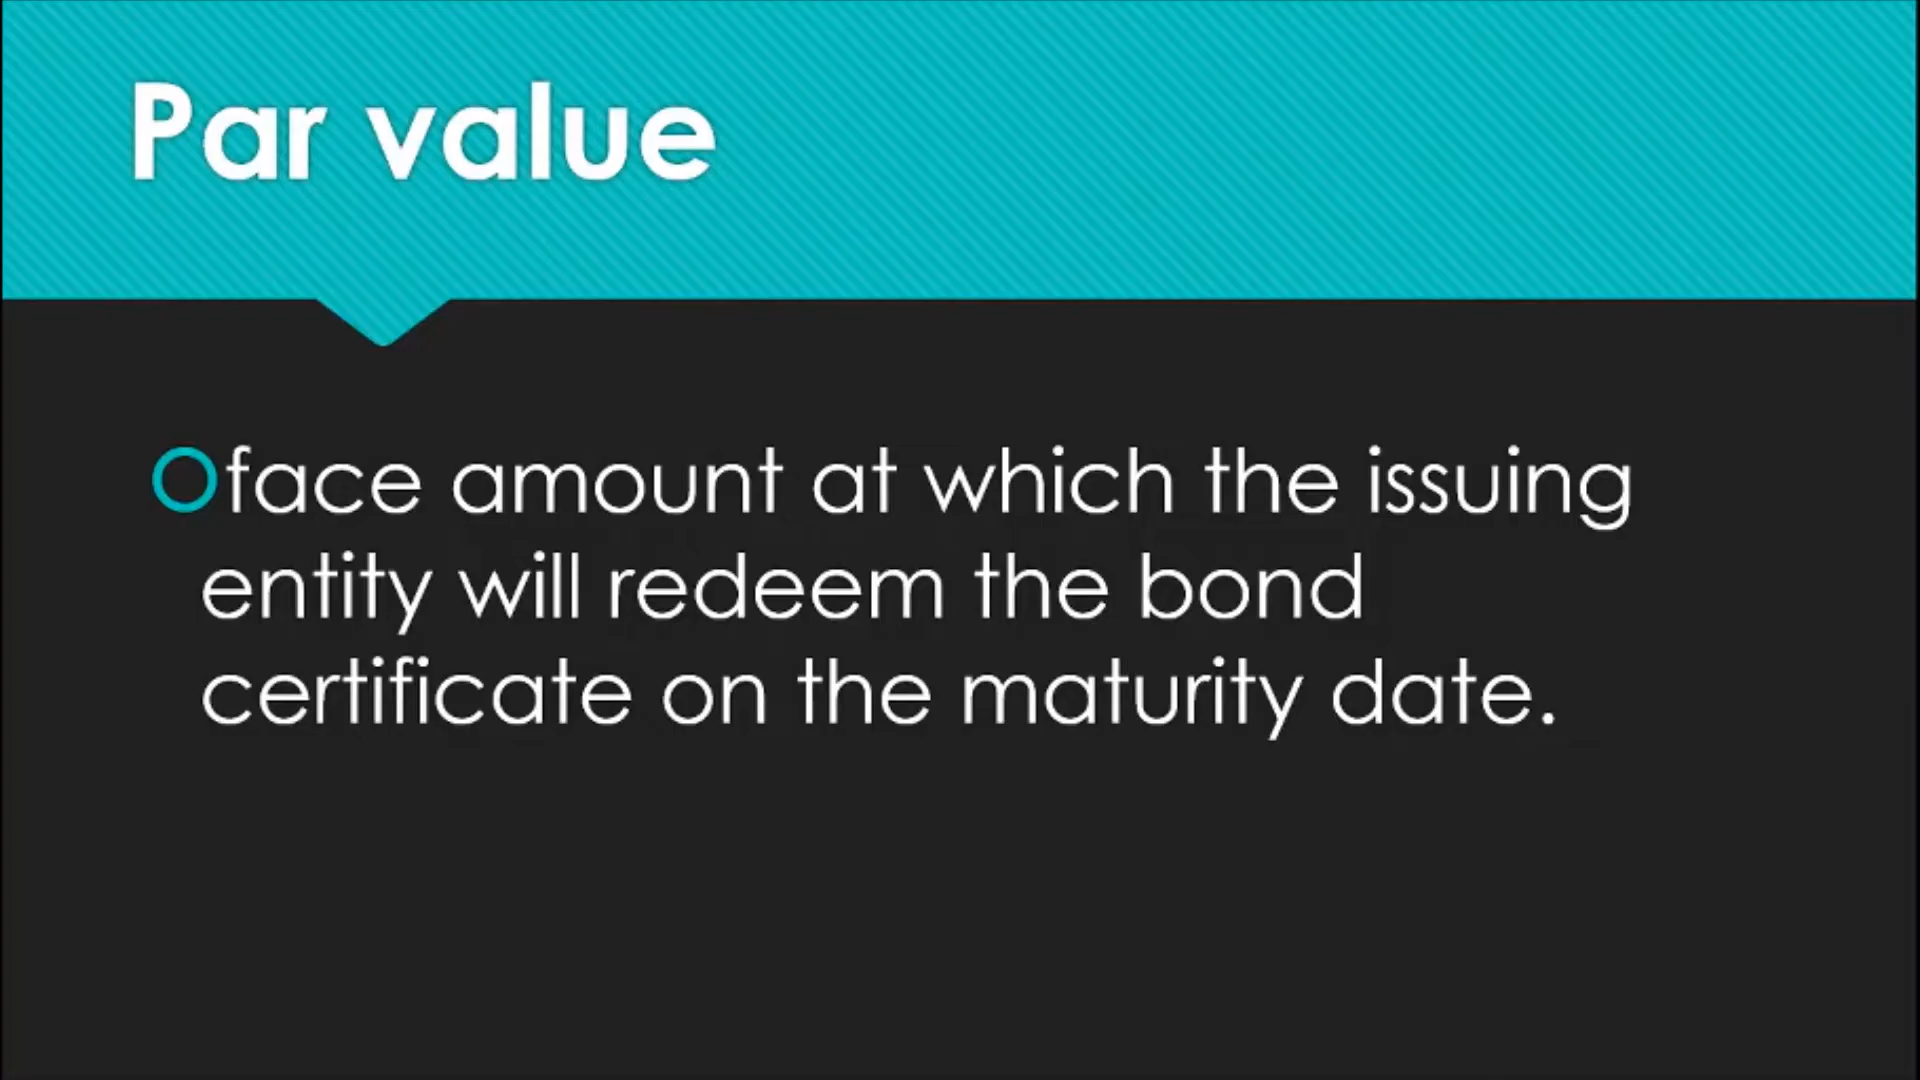 Par value
face amount at which the issuing
entity will redeem the bond
certificate on the maturity date.